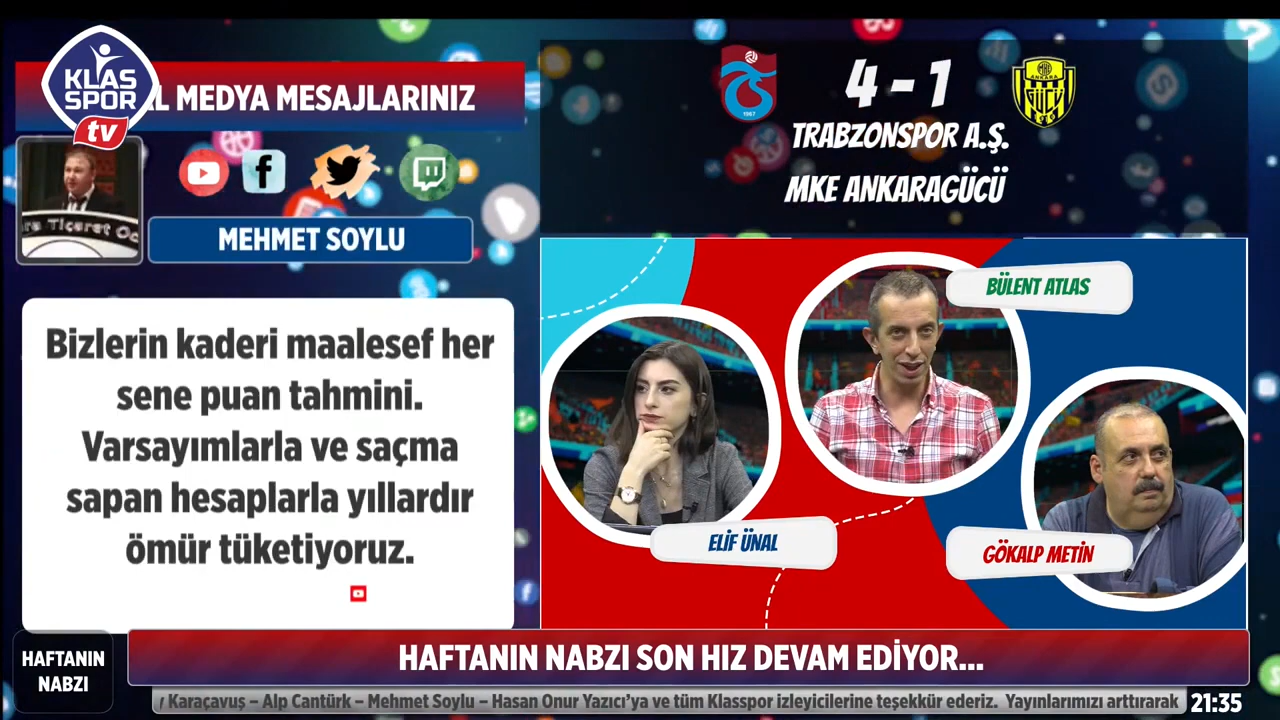 KLAS
SPOR
tv
L MEDYA MESAJLARINIZ
MEHMET SOYLU
Bizlerin kaderi maalesef her
sene puan tahmini.
Varsayımlarla ve saçma
sapan hesaplarla yıllardır
ömür tüketiyoruz.
4 - 1
TRABZONSPOR A.Ş.
MKE ANKARAGÜCÜ
1967
ANKARA
GÜCÜ
BÜLENT ATLAS
ELİF ÜNAL
GÖKALP METİN
HAFTANIN
NABZI
HAFTANIN NABZI SON HIZ DEVAM EDİYOR...
Karaçavuş – Alp Cantürk – Mehmet Soylu – Hasan Onur Yazıcı’ya ve tüm Klasspor izleyicilerine teşekkür ederiz. Yayınlarımızı arttırarak
21:35